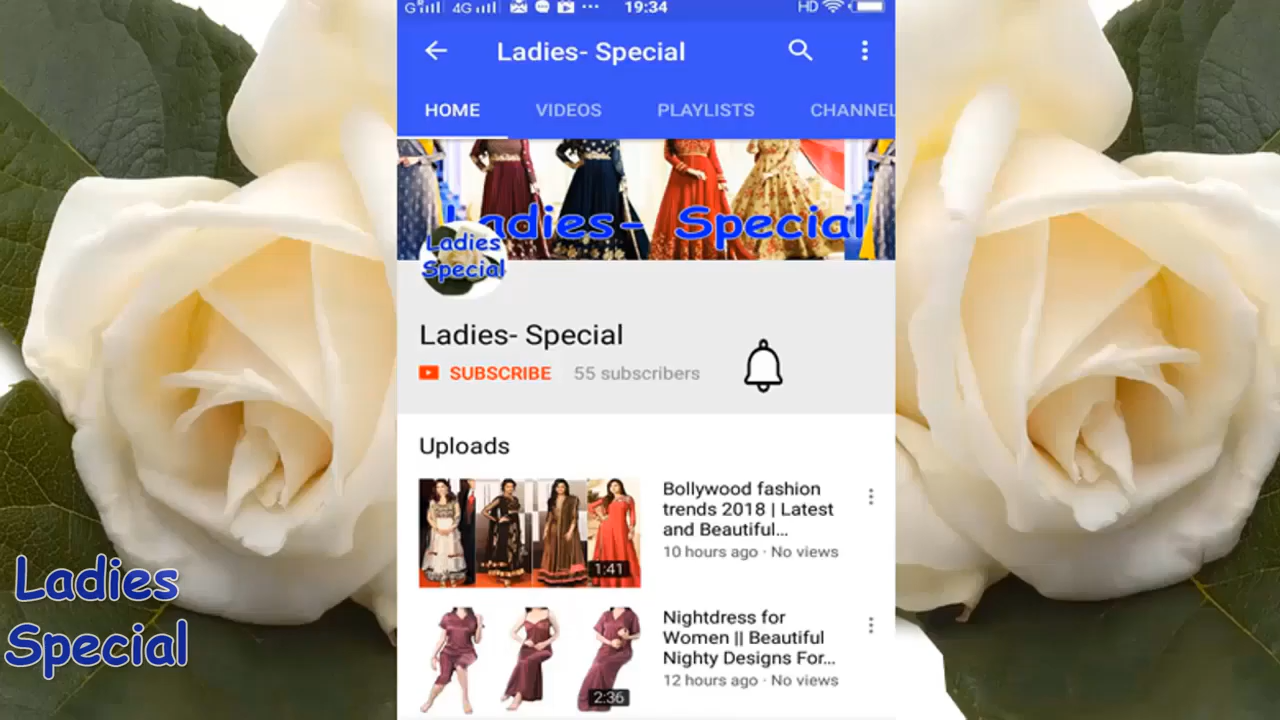 4G 19:34 HD
Ladies- Special
HOME VIDEOS PLAYLISTS CHANNEL
Ladies- Special
Ladies
Special
Ladies- Special
SUBSCRIBE 55 subscribers
Uploads
Bollywood fashion
trends 2018 | Latest
and Beautiful...
10 hours ago · No views
1:41
Nightdress for
Women || Beautiful
Nighty Designs For...
12 hours ago · No views
2:36
Ladies
Special